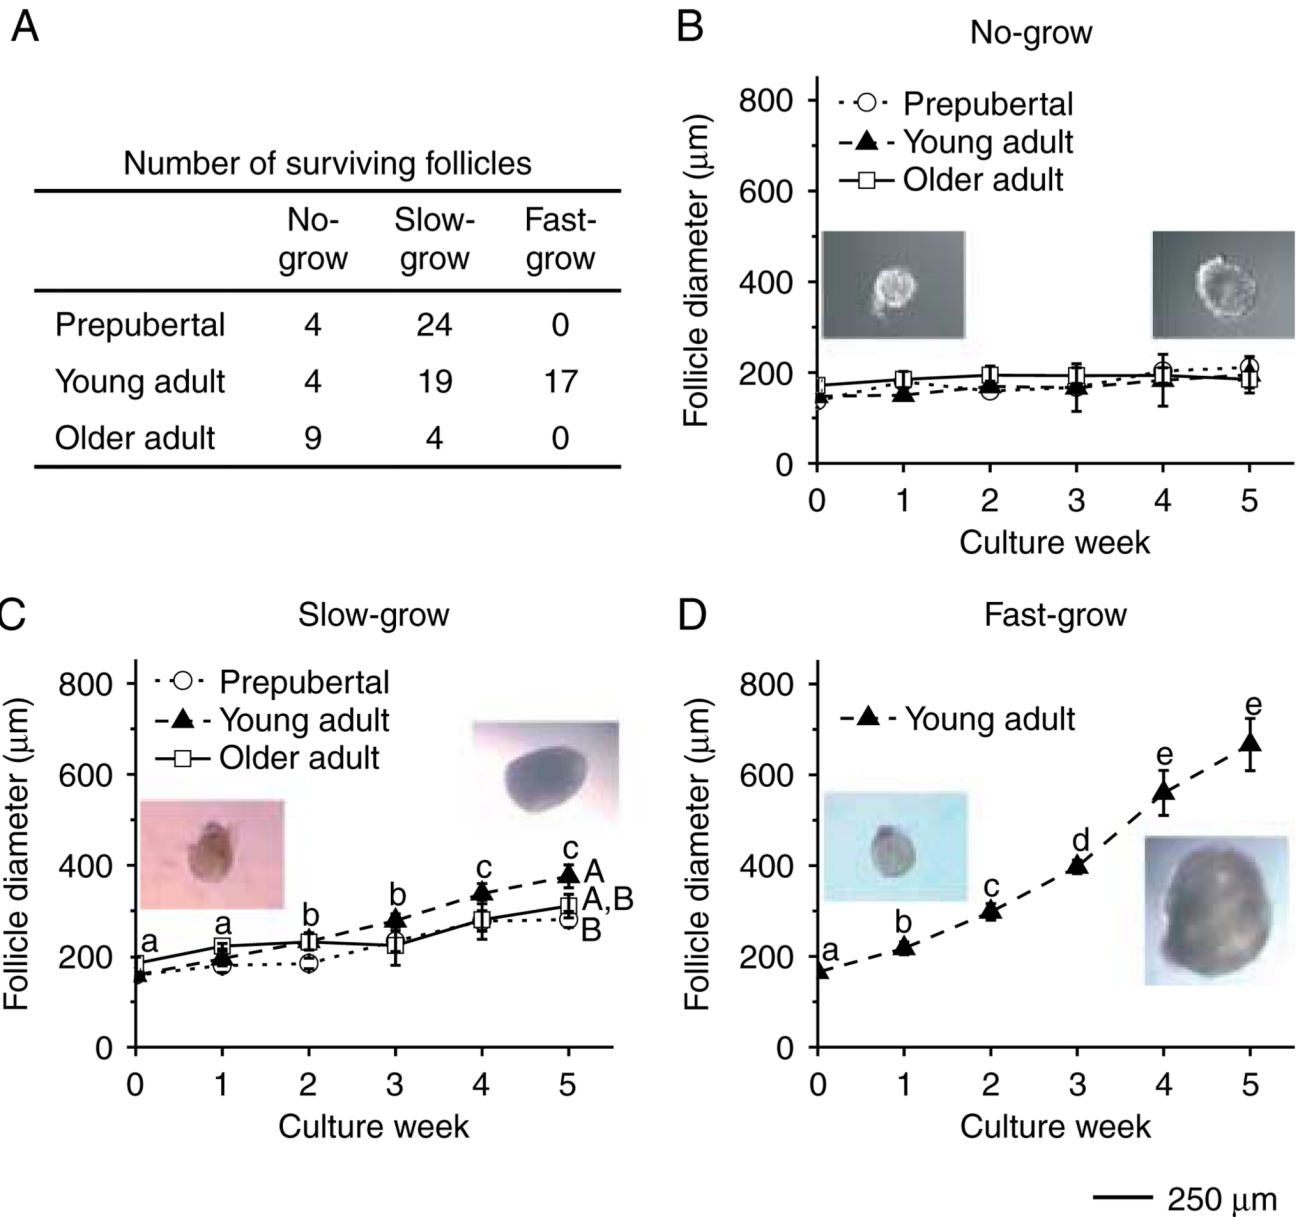 A
Number of surviving follicles
No-grow Slow-grow Fast-grow
Prepubertal 4 24 0
Young adult 4 19 17
Older adult 9 4 0
B
No-grow
Prepubertal
Young adult
Older adult
Follicle diameter (μm)
800
600
400
200
0
0 1 2 3 4 5
Culture week
C
Slow-grow
Prepubertal
Young adult
Older adult
Follicle diameter (μm)
800
600
400
200
0
a a b b c c
A
A,B
B
0 1 2 3 4 5
Culture week
D
Fast-grow
Young adult
Follicle diameter (μm)
800
600
400
200
0
a b c d e e
0 1 2 3 4 5
Culture week
250 μm